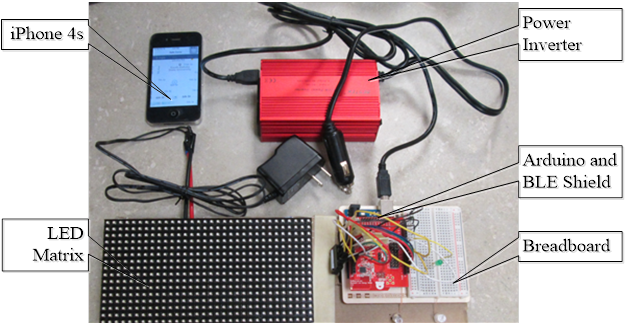 iPhone 4s
Power
Inverter
Arduino and
BLE Shield
LED
Matrix
Breadboard